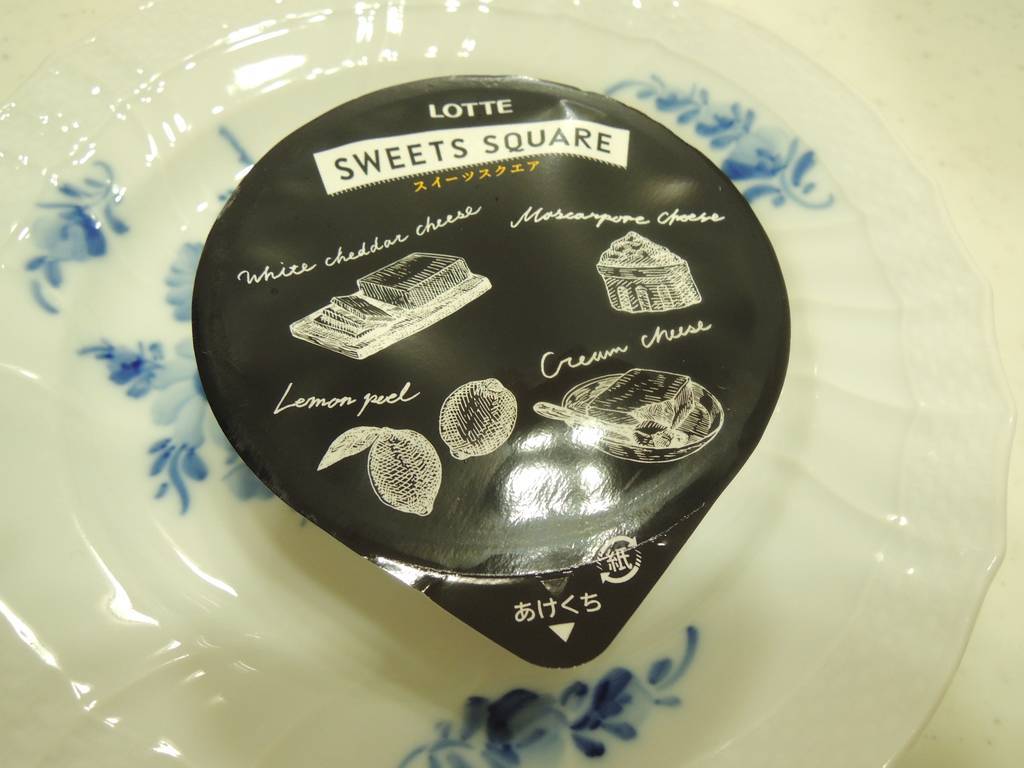 LOTTE
SWEETS SQUARE
スイーツスクエア
White cheddar cheese
Mascarpone cheese
Cream cheese
Lemon peel
紙
あけくち